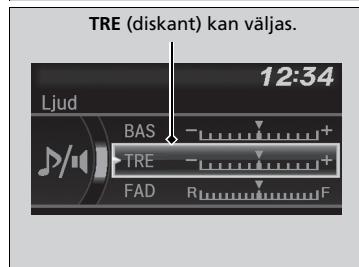 TRE (diskant) kan väljas.
12:34
Ljud
BAS − +
TRE − +
FAD R F